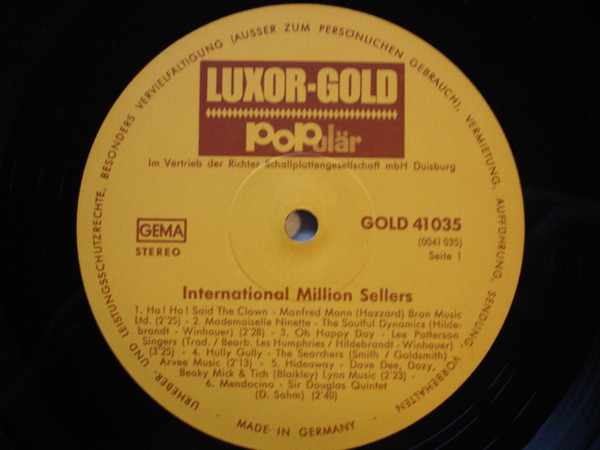 URHEBER- UND LEISTUNGSSCHUTZRECHTE, BESONDERS VERVIELFÄLTIGUNG (AUSSER ZUM PERSÖNLICHEN GEBRAUCH), VERMIETUNG, AUFFÜHRUNG, SENDUNG VORBEHALTEN
LUXOR-GOLD
POPulär
Im Vertrieb der Richter Schallplattengesellschaft mbH Duisburg
GEMA
STEREO
GOLD 41035
(0041 035)
Seite 1
International Million Sellers
1. Ha! Ha! Said The Clown - Manfred Mann (Hazzard) Bron Music
Ltd. (2'25) - 2. Mademoiselle Ninette - The Soulful Dynamics (Hilde-
brandt - Winhauer) (2'28) - 3. Oh Happy Day - Lee Patterson
Singers (Trad. / Bearb. Les Humphries / Hildebrandt - Winhauer)
(3'25) - 4. Hully Gully - The Searchers (Smith / Goldsmith)
Arvee Music (2'13) - 5. Hideaway - Dave Dee, Dozy,
Beaky Mick & Tich (Blaikley) Lynn Music (2'23) -
6. Mendocino - Sir Douglas Quintet
(D. Sahm) (2'40)
MADE IN GERMANY